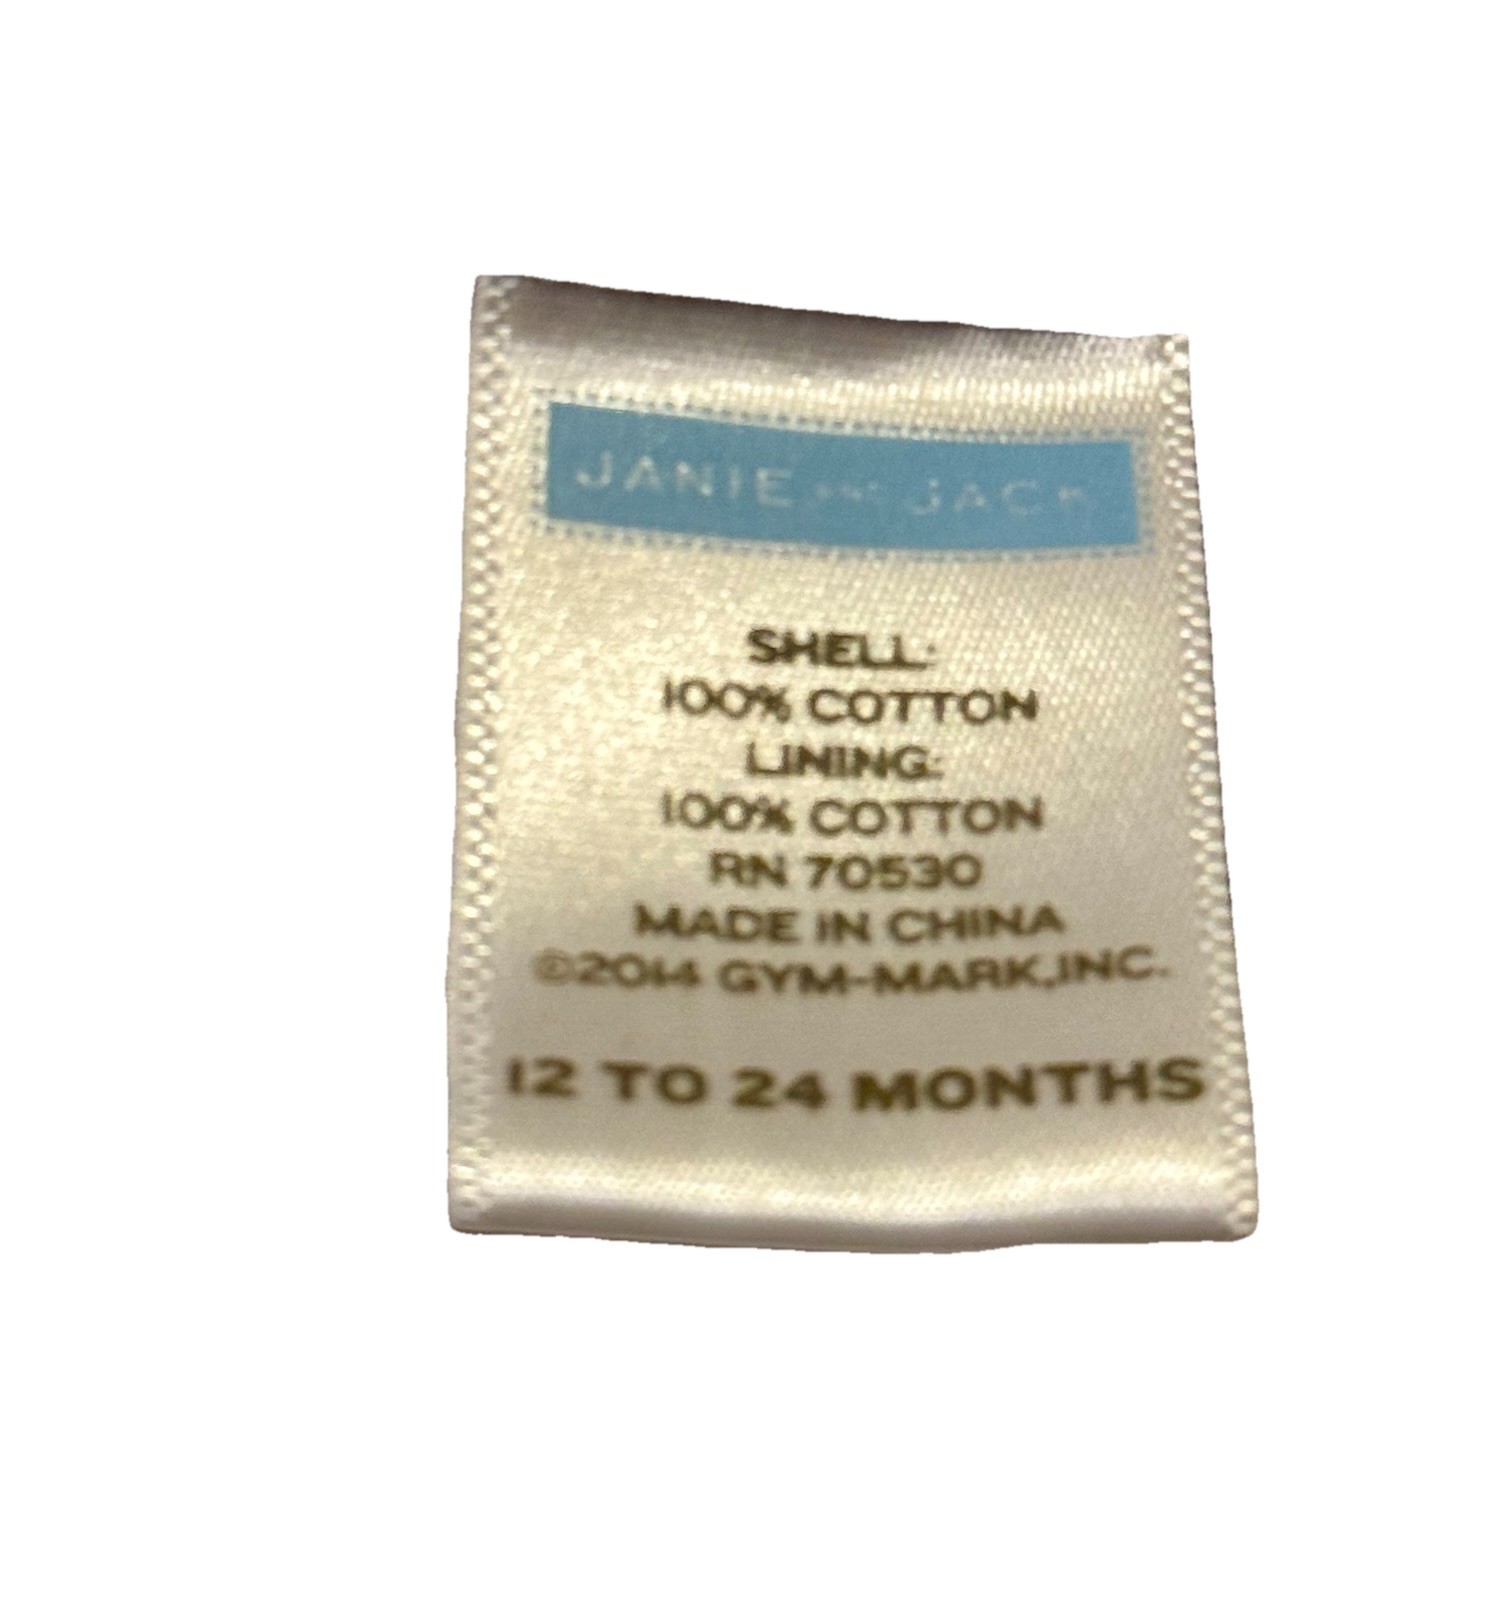 JANIE AND JACK
SHELL:
100% COTTON
LINING:
100% COTTON
RN 70530
MADE IN CHINA
©2014 GYM-MARK,INC.
12 TO 24 MONTHS